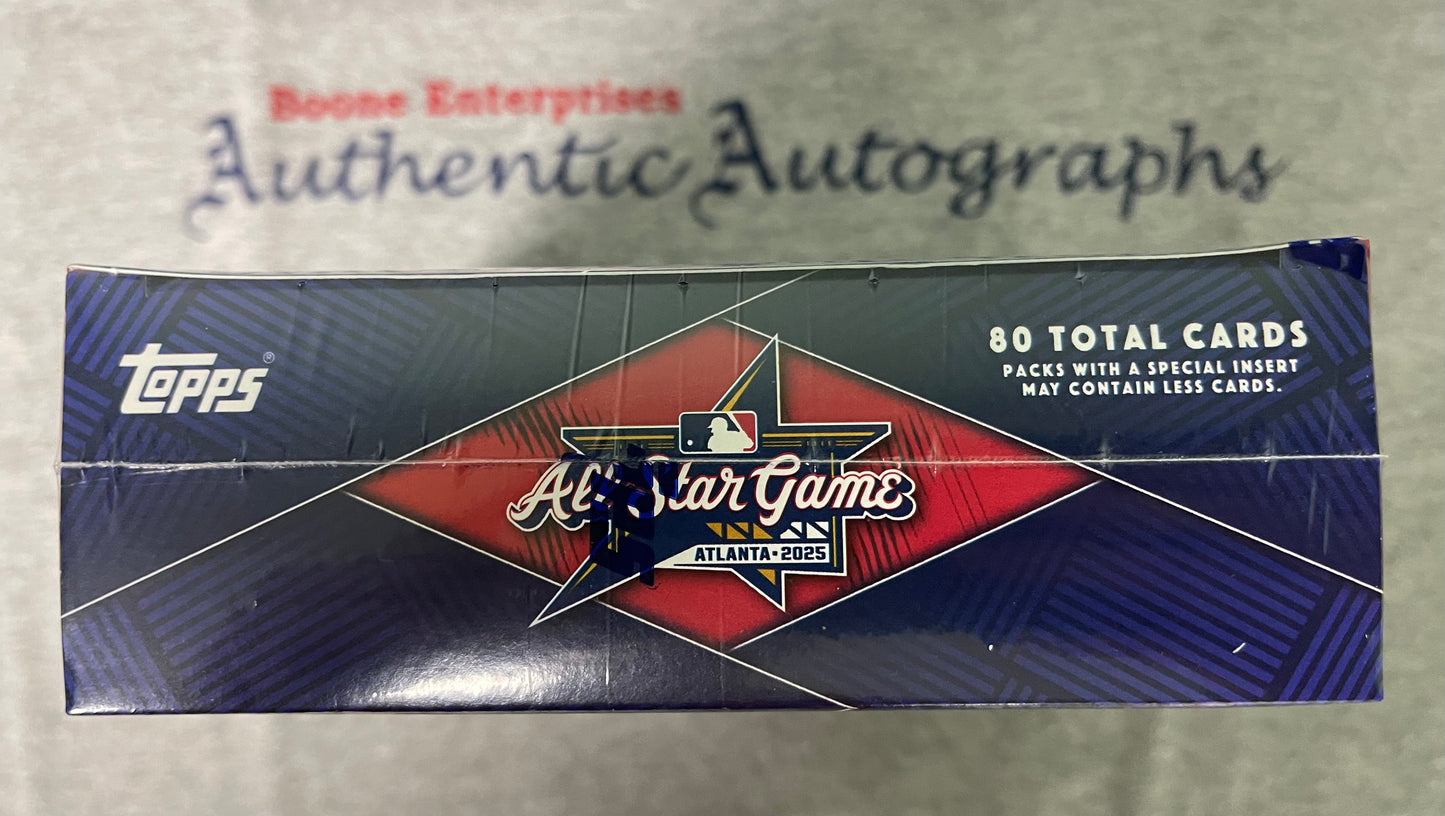 Boone Enterprises
Authentic Autographs
TOPPS®
80 TOTAL CARDS
PACKS WITH A SPECIAL INSERT
MAY CONTAIN LESS CARDS.
All-Star Game
ATLANTA • 2025